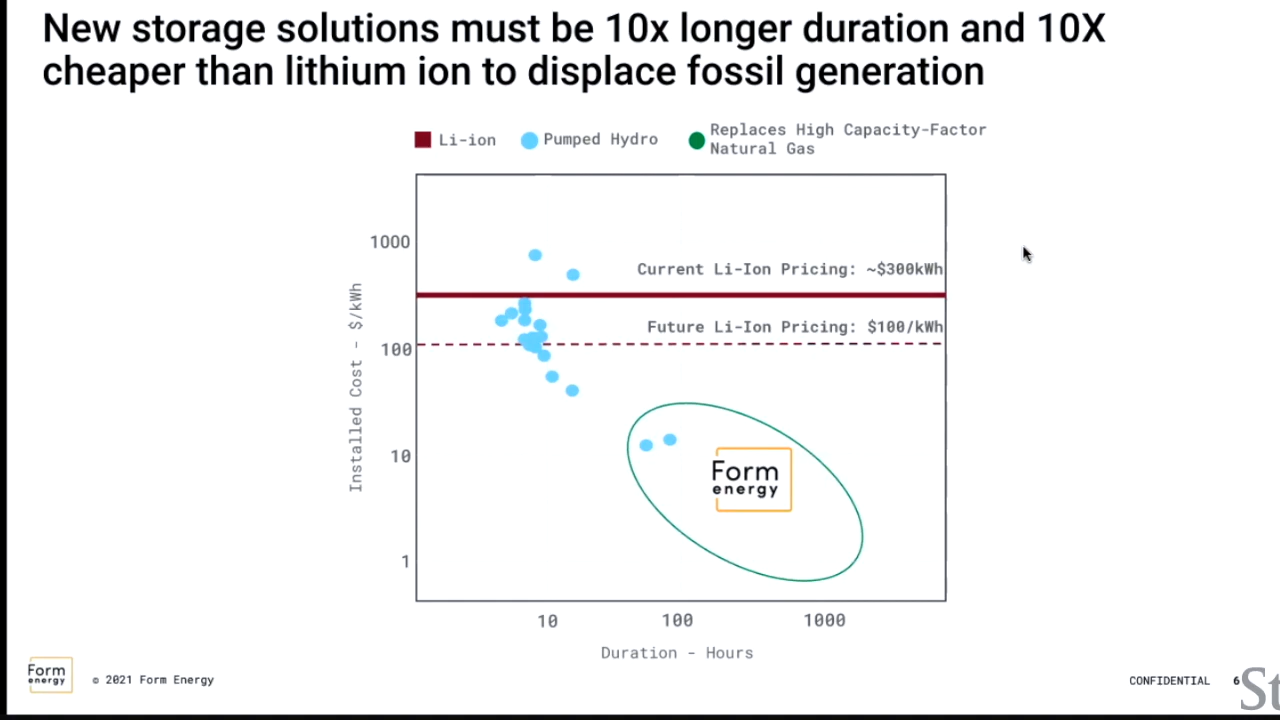 New storage solutions must be 10x longer duration and 10X
cheaper than lithium ion to displace fossil generation
Li-ion
Pumped Hydro
Replaces High Capacity-Factor
Natural Gas
1000
Current Li-Ion Pricing: ~$300kWh
Future Li-Ion Pricing: $100/kWh
100
Installed Cost - $/kWh
10
Form
energy
1
10
100
1000
Duration - Hours
Form
energy
© 2021 Form Energy
CONFIDENTIAL
6
St